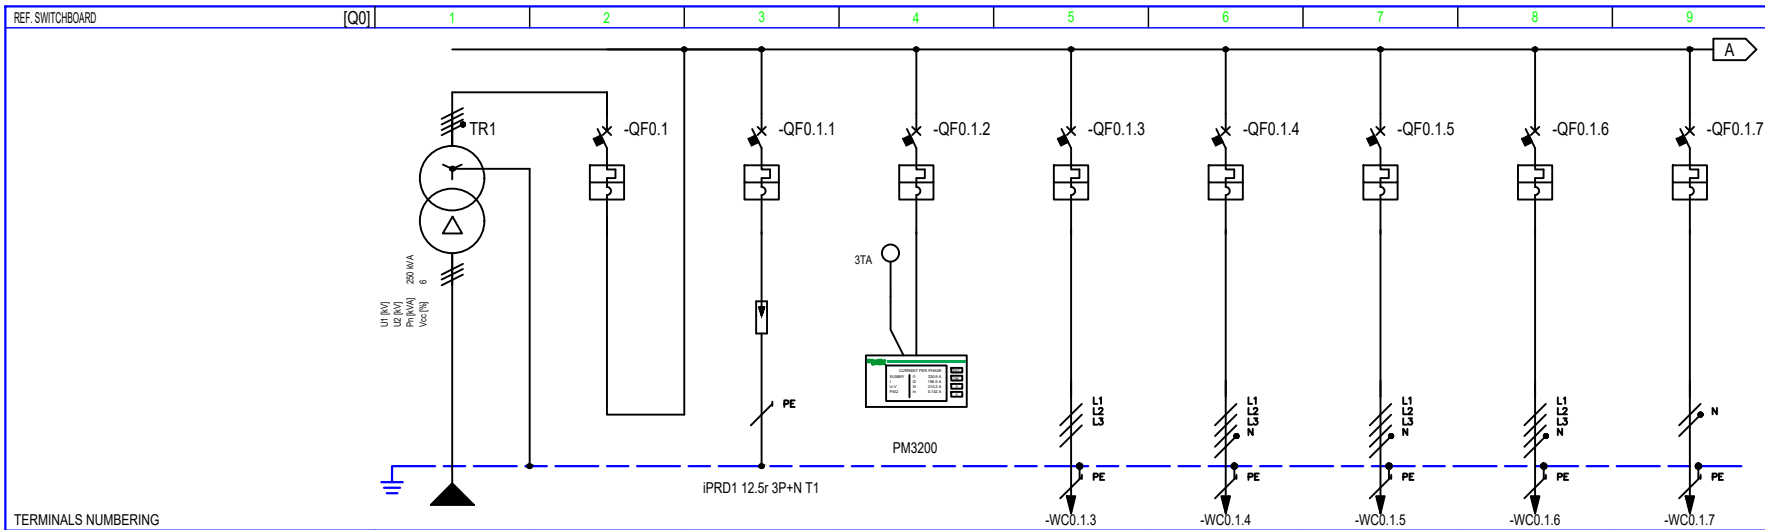 REF. SWITCHBOARD [Q0] 1 2 3 4 5 6 7 8 9
A
TR1 -QF0.1 -QF0.1.1 -QF0.1.2 -QF0.1.3 -QF0.1.4 -QF0.1.5 -QF0.1.6 -QF0.1.7
3TA
U1 [kV]
U2 [kV]
Pn [kVA] 250 kVA
Vcc [%] 6
CURRENT PER PHASE
PE
L1
L2
L3
L1
L2
L3
N
L1
L2
L3
N
L1
L2
L3
N
N
PM3200
iPRD1 12.5r 3P+N T1
PE PE PE PE PE
TERMINALS NUMBERING -WC0.1.3 -WC0.1.4 -WC0.1.5 -WC0.1.6 -WC0.1.7